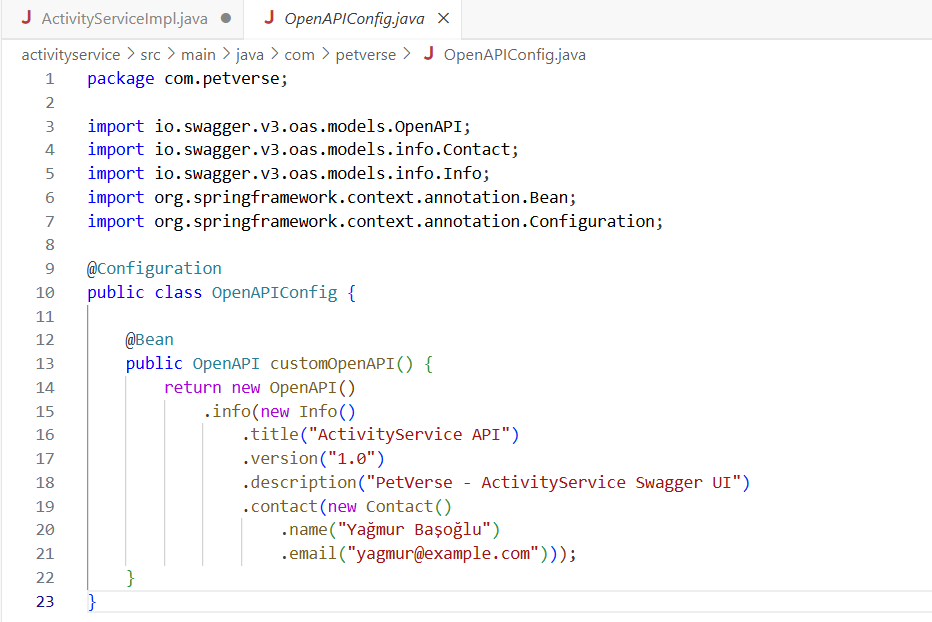 ActivityServiceImpl.java
OpenAPIConfig.java
activityservice > src > main > java > com > petverse > J OpenAPIConfig.java
1 package com.petverse;
2
3 import io.swagger.v3.oas.models.OpenAPI;
4 import io.swagger.v3.oas.models.info.Contact;
5 import io.swagger.v3.oas.models.info.Info;
6 import org.springframework.context.annotation.Bean;
7 import org.springframework.context.annotation.Configuration;
8
9 @Configuration
10 public class OpenAPIConfig {
11
12     @Bean
13     public OpenAPI customOpenAPI() {
14         return new OpenAPI()
15             .info(new Info()
16                 .title("ActivityService API")
17                 .version("1.0")
18                 .description("PetVerse - ActivityService Swagger UI")
19                 .contact(new Contact()
20                     .name("Yağmur Başoğlu")
21                     .email("yagmur@example.com")));
22     }
23 }